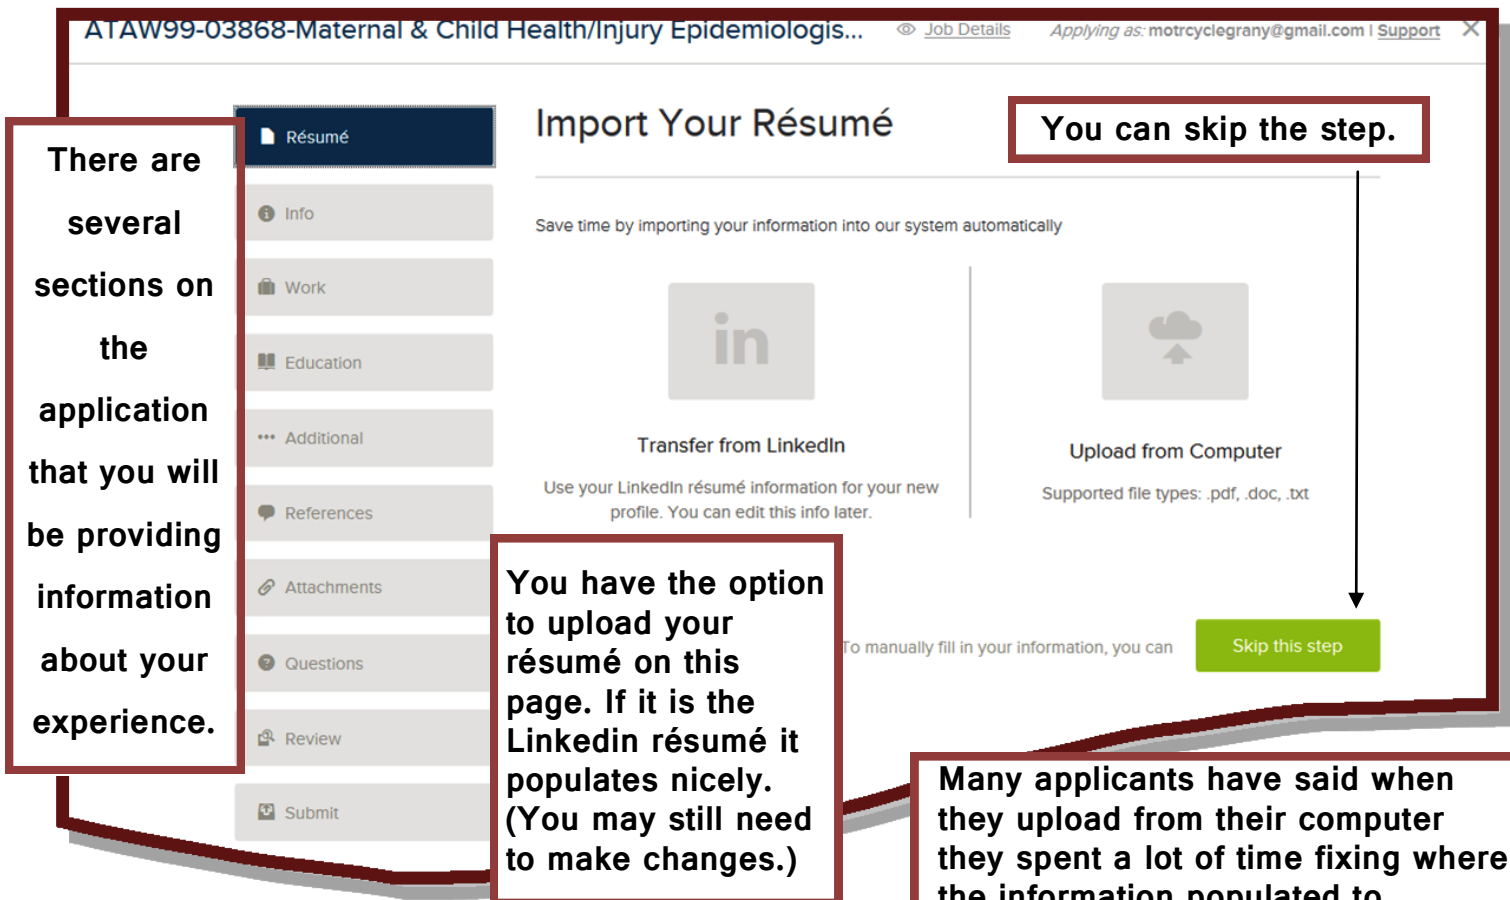 ATAW99-03868-Maternal & Child Health/Injury Epidemiologis...
Job Details
Applying as: motrcyclegrany@gmail.com | Support
There are
several
sections on
the
application
that you will
be providing
information
about your
experience.
Résumé
Info
Work
Education
Additional
References
Attachments
Questions
Review
Submit
Import Your Résumé
You can skip the step.
Save time by importing your information into our system automatically
in
Transfer from LinkedIn
Use your LinkedIn résumé information for your new
profile. You can edit this info later.
Upload from Computer
Supported file types: .pdf, .doc, .txt
You have the option
to upload your
résumé on this
page. If it is the
Linkedin résumé it
populates nicely.
(You may still need
to make changes.)
To manually fill in your information, you can
Skip this step
Many applicants have said when
they upload from their computer
they spent a lot of time fixing where
the information populated to